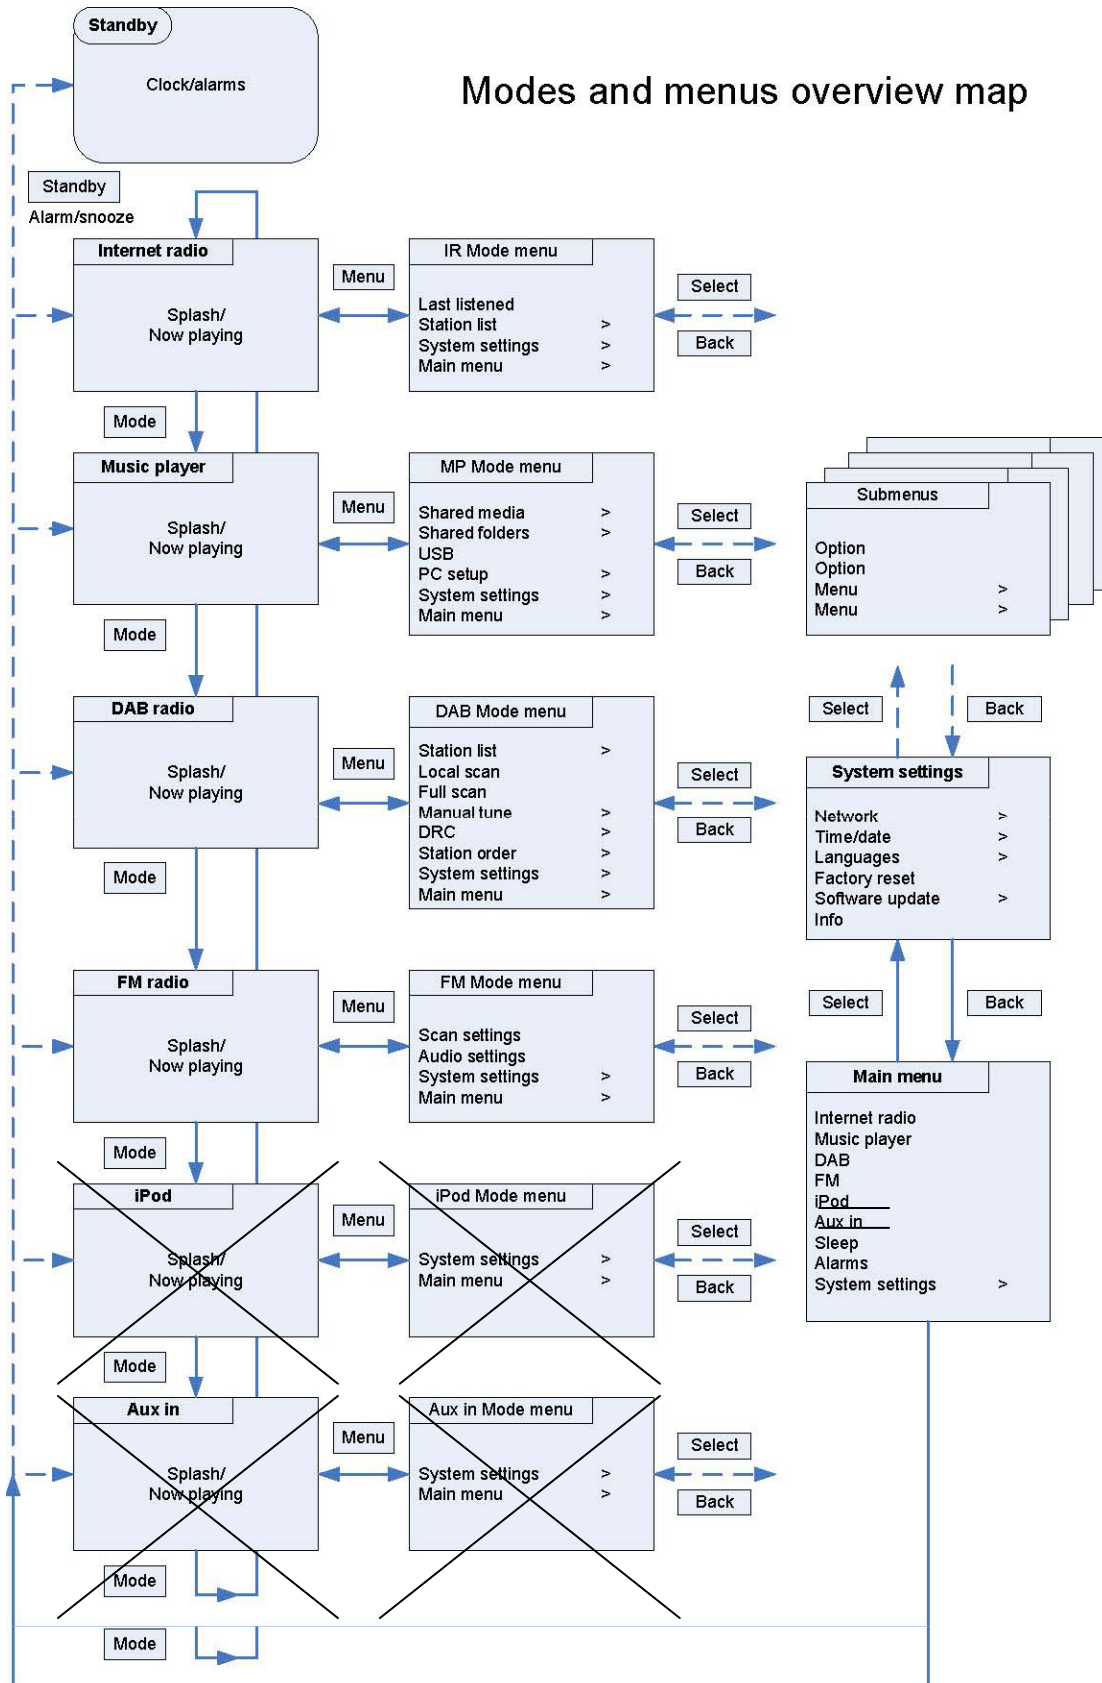 Standby
Clock/alarms
Modes and menus overview map
Standby
Alarm/snooze
Internet radio
Splash/
Now playing
Menu
IR Mode menu
Last listened
Station list >
System settings >
Main menu >
Select
Back
Mode
Music player
Splash/
Now playing
Menu
MP Mode menu
Shared media >
Shared folders >
USB
PC setup >
System settings >
Main menu >
Select
Back
Submenus
Option
Option
Menu >
Menu >
Mode
DAB radio
Splash/
Now playing
Menu
DAB Mode menu
Station list >
Local scan
Full scan
Manual tune >
DRC >
Station order >
System settings >
Main menu >
Select
Back
Select
Back
System settings
Network >
Time/date >
Languages >
Factory reset
Software update >
Info
Mode
FM radio
Splash/
Now playing
Menu
FM Mode menu
Scan settings
Audio settings
System settings >
Main menu >
Select
Back
Select
Back
Main menu
Internet radio
Music player
DAB
FM
iPod
Aux in
Sleep
Alarms
System settings >
Mode
iPod
Splash/
Now playing
Menu
iPod Mode menu
System settings >
Main menu >
Select
Back
Mode
Aux in
Splash/
Now playing
Menu
Aux in Mode menu
System settings >
Main menu >
Select
Back
Mode
Mode